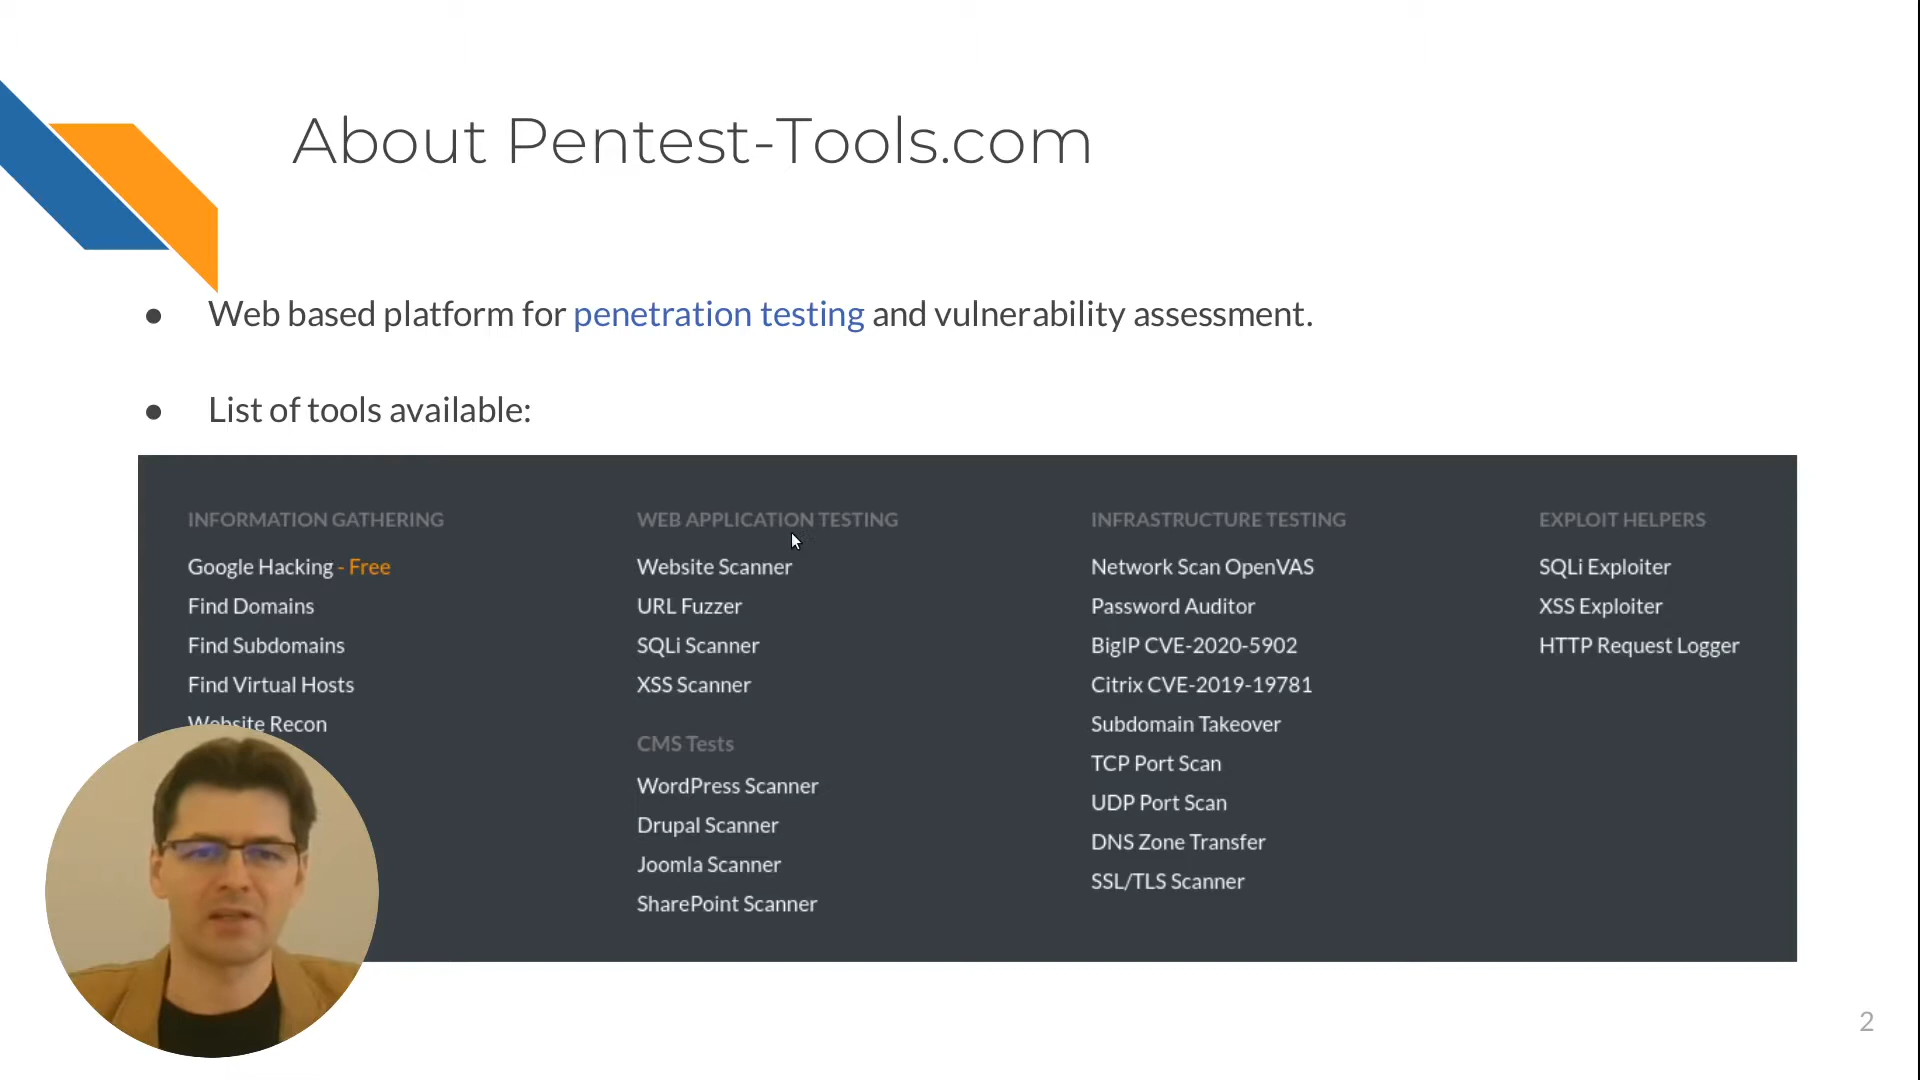 About Pentest-Tools.com
● Web based platform for penetration testing and vulnerability assessment.
● List of tools available:
INFORMATION GATHERING
Google Hacking - Free
Find Domains
Find Subdomains
Find Virtual Hosts
Website Recon
WEB APPLICATION TESTING
Website Scanner
URL Fuzzer
SQLi Scanner
XSS Scanner
CMS Tests
WordPress Scanner
Drupal Scanner
Joomla Scanner
SharePoint Scanner
INFRASTRUCTURE TESTING
Network Scan OpenVAS
Password Auditor
BigIP CVE-2020-5902
Citrix CVE-2019-19781
Subdomain Takeover
TCP Port Scan
UDP Port Scan
DNS Zone Transfer
SSL/TLS Scanner
EXPLOIT HELPERS
SQLi Exploiter
XSS Exploiter
HTTP Request Logger
2